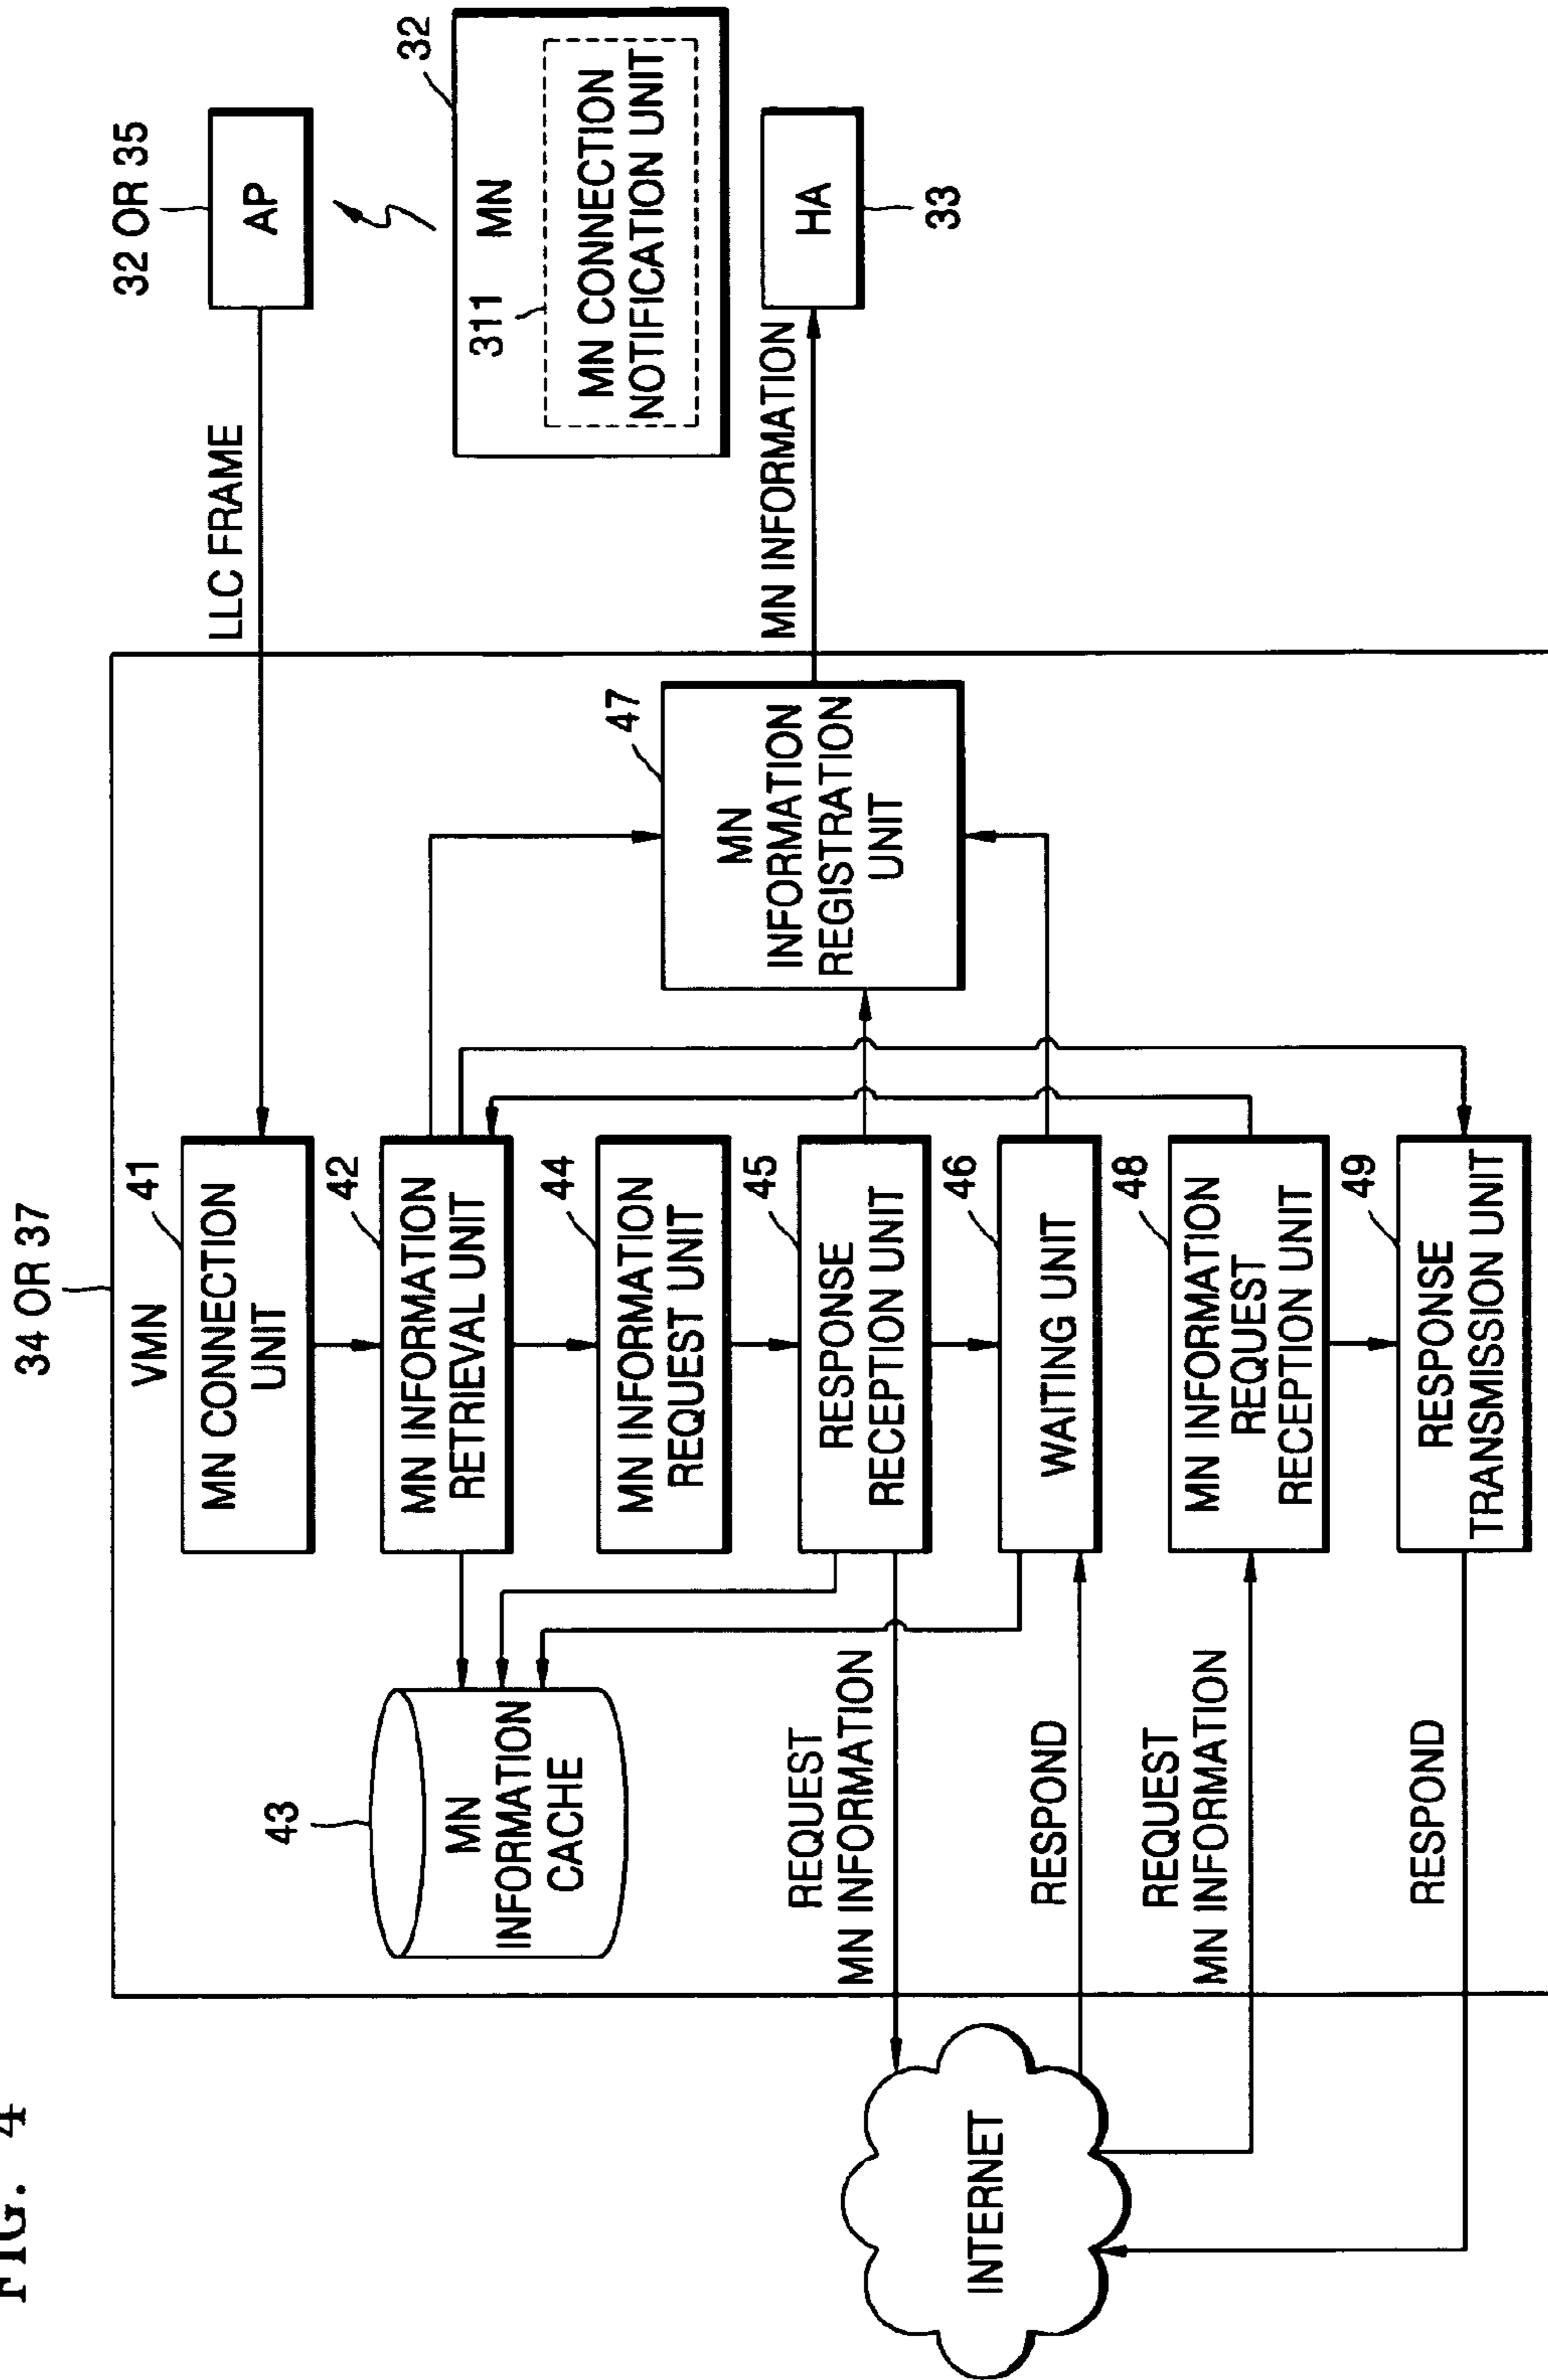 FIG. 4
34 OR 37
VMN
41
MN CONNECTION
UNIT
42
MN INFORMATION
RETRIEVAL UNIT
43
MN
INFORMATION
CACHE
44
MN INFORMATION
REQUEST UNIT
45
RESPONSE
RECEPTION UNIT
46
WAITING UNIT
47
MN
INFORMATION
REGISTRATION
UNIT
48
MN INFORMATION
REQUEST
RECEPTION UNIT
49
RESPONSE
TRANSMISSION UNIT
REQUEST
MN INFORMATION
RESPOND
REQUEST
MN INFORMATION
RESPOND
INTERNET
LLC FRAME
32 OR 35
AP
32
MN
311
MN CONNECTION
NOTIFICATION UNIT
MN INFORMATION
HA
33